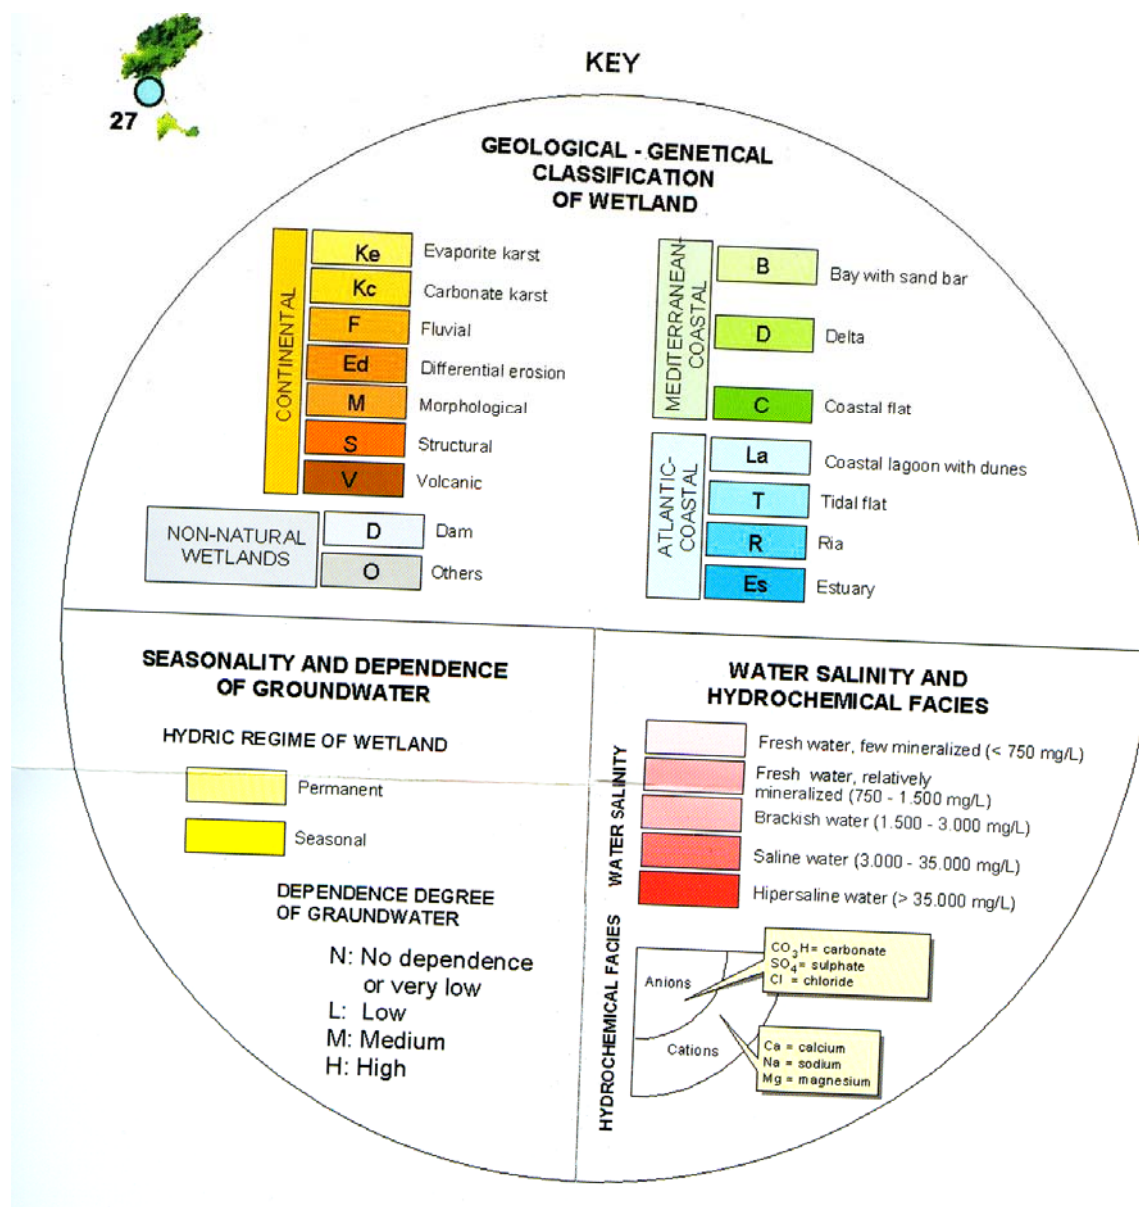 KEY
27
GEOLOGICAL - GENETICAL
CLASSIFICATION
OF WETLAND
CONTINENTAL
Ke Evaporite karst
Kc Carbonate karst
F Fluvial
Ed Differential erosion
M Morphological
S Structural
V Volcanic
NON-NATURAL
WETLANDS
D Dam
O Others
MEDITERRANEAN-
COASTAL
B Bay with sand bar
D Delta
C Coastal flat
ATLANTIC-
COASTAL
La Coastal lagoon with dunes
T Tidal flat
R Ria
Es Estuary
SEASONALITY AND DEPENDENCE
OF GROUNDWATER
HYDRIC REGIME OF WETLAND
Permanent
Seasonal
DEPENDENCE DEGREE
OF GRAUNDWATER
N: No dependence
or very low
L: Low
M: Medium
H: High
WATER SALINITY AND
HYDROCHEMICAL FACIES
WATER SALINITY
Fresh water, few mineralized (< 750 mg/L)
Fresh water, relatively
mineralized (750 - 1.500 mg/L)
Brackish water (1.500 - 3.000 mg/L)
Saline water (3.000 - 35.000 mg/L)
Hipersaline water (> 35.000 mg/L)
HYDROCHEMICAL FACIES
Anions
Cations
CO3H= carbonate
SO4= sulphate
Cl = chloride
Ca = calcium
Na = sodium
Mg = magnesium